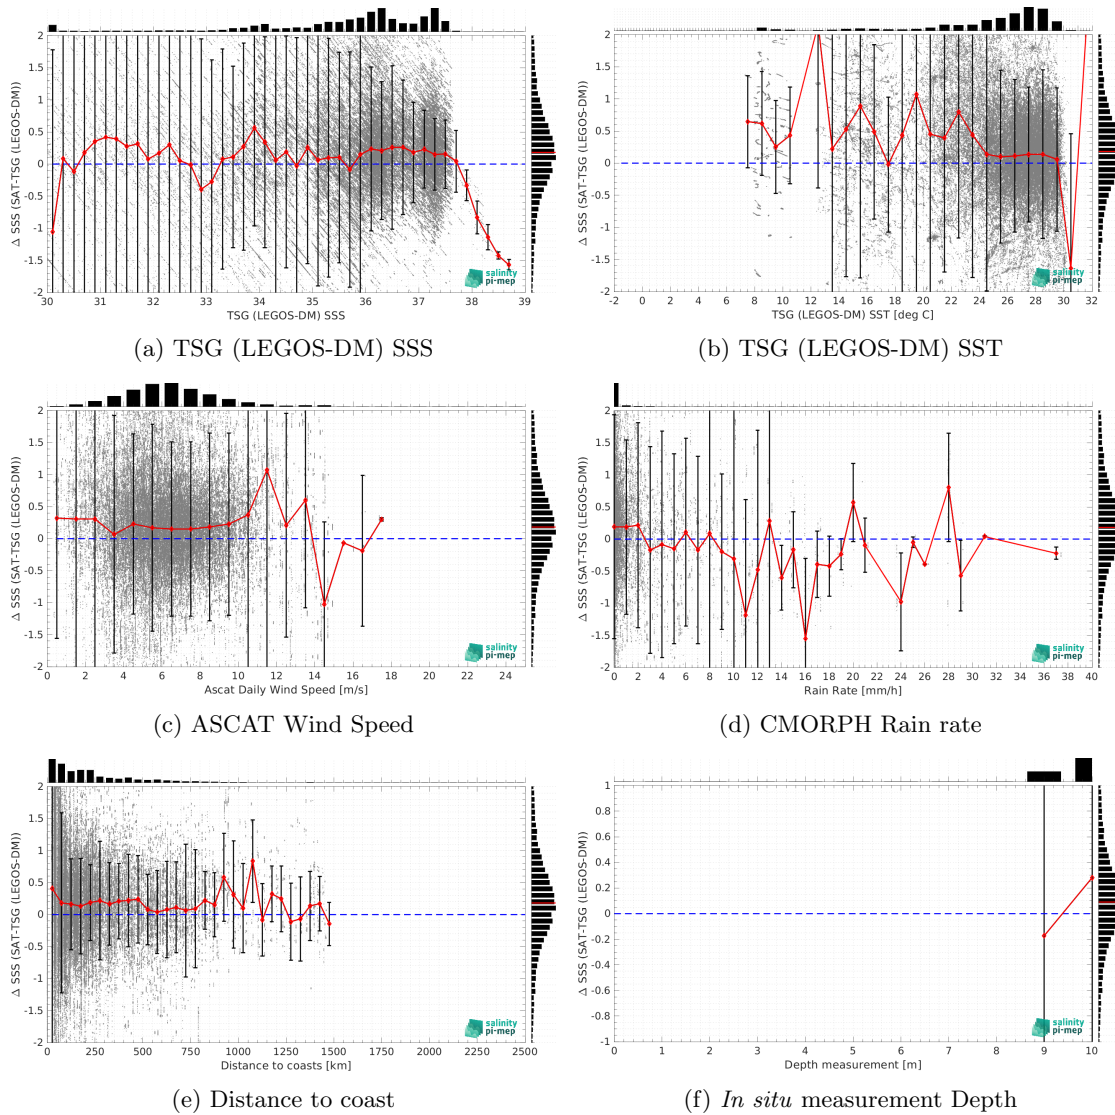 Δ SSS (SAT-TSG (LEGOS-DM))
2
1.5
1
0.5
0
-0.5
-1
-1.5
-2
30 31 32 33 34 35 36 37 38 39
TSG (LEGOS-DM) SSS
salinity
pi-mep
(a) TSG (LEGOS-DM) SSS
Δ SSS (SAT-TSG (LEGOS-DM))
2
1.5
1
0.5
0
-0.5
-1
-1.5
-2
-2 0 2 4 6 8 10 12 14 16 18 20 22 24 26 28 30 32
TSG (LEGOS-DM) SST [deg C]
salinity
pi-mep
(b) TSG (LEGOS-DM) SST
Δ SSS (SAT-TSG (LEGOS-DM))
2
1.5
1
0.5
0
-0.5
-1
-1.5
-2
0 2 4 6 8 10 12 14 16 18 20 22 24
Ascat Daily Wind Speed [m/s]
salinity
pi-mep
(c) ASCAT Wind Speed
Δ SSS (SAT-TSG (LEGOS-DM))
2
1.5
1
0.5
0
-0.5
-1
-1.5
-2
0 2 4 6 8 10 12 14 16 18 20 22 24 26 28 30 32 34 36 38 40
Rain Rate [mm/h]
salinity
pi-mep
(d) CMORPH Rain rate
Δ SSS (SAT-TSG (LEGOS-DM))
2
1.5
1
0.5
0
-0.5
-1
-1.5
-2
0 250 500 750 1000 1250 1500 1750 2000 2250 2500
Distance to coasts [km]
salinity
pi-mep
(e) Distance to coast
Δ SSS (SAT-TSG (LEGOS-DM))
1
0.8
0.6
0.4
0.2
0
-0.2
-0.4
-0.6
-0.8
-1
0 1 2 3 4 5 6 7 8 9 10
Depth measurement [m]
salinity
pi-mep
(f) In situ measurement Depth